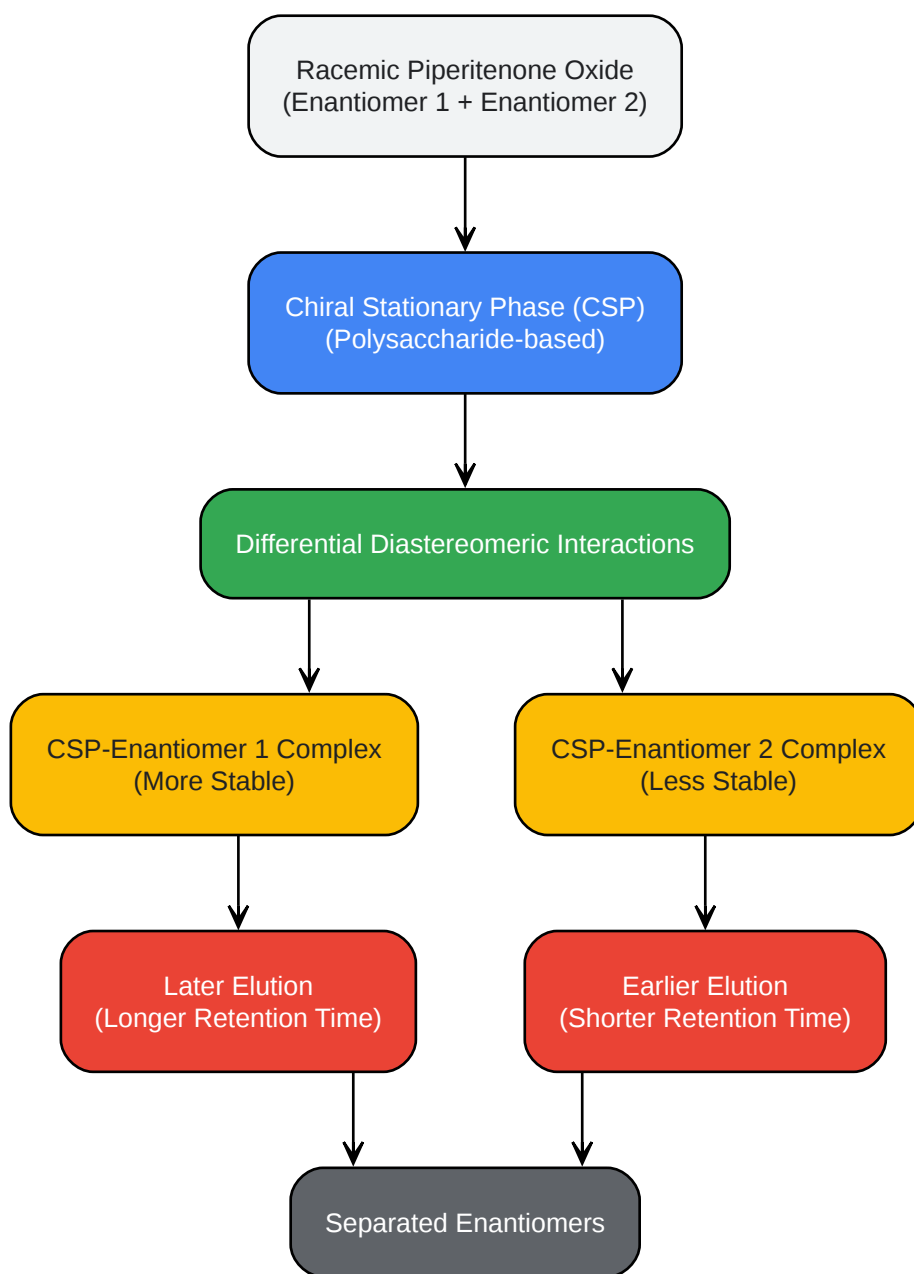 Racemic Piperitenone Oxide
(Enantiomer 1 + Enantiomer 2)
Chiral Stationary Phase (CSP)
(Polysaccharide-based)
Differential Diastereomeric Interactions
CSP-Enantiomer 1 Complex
(More Stable)
CSP-Enantiomer 2 Complex
(Less Stable)
Later Elution
(Longer Retention Time)
Earlier Elution
(Shorter Retention Time)
Separated Enantiomers